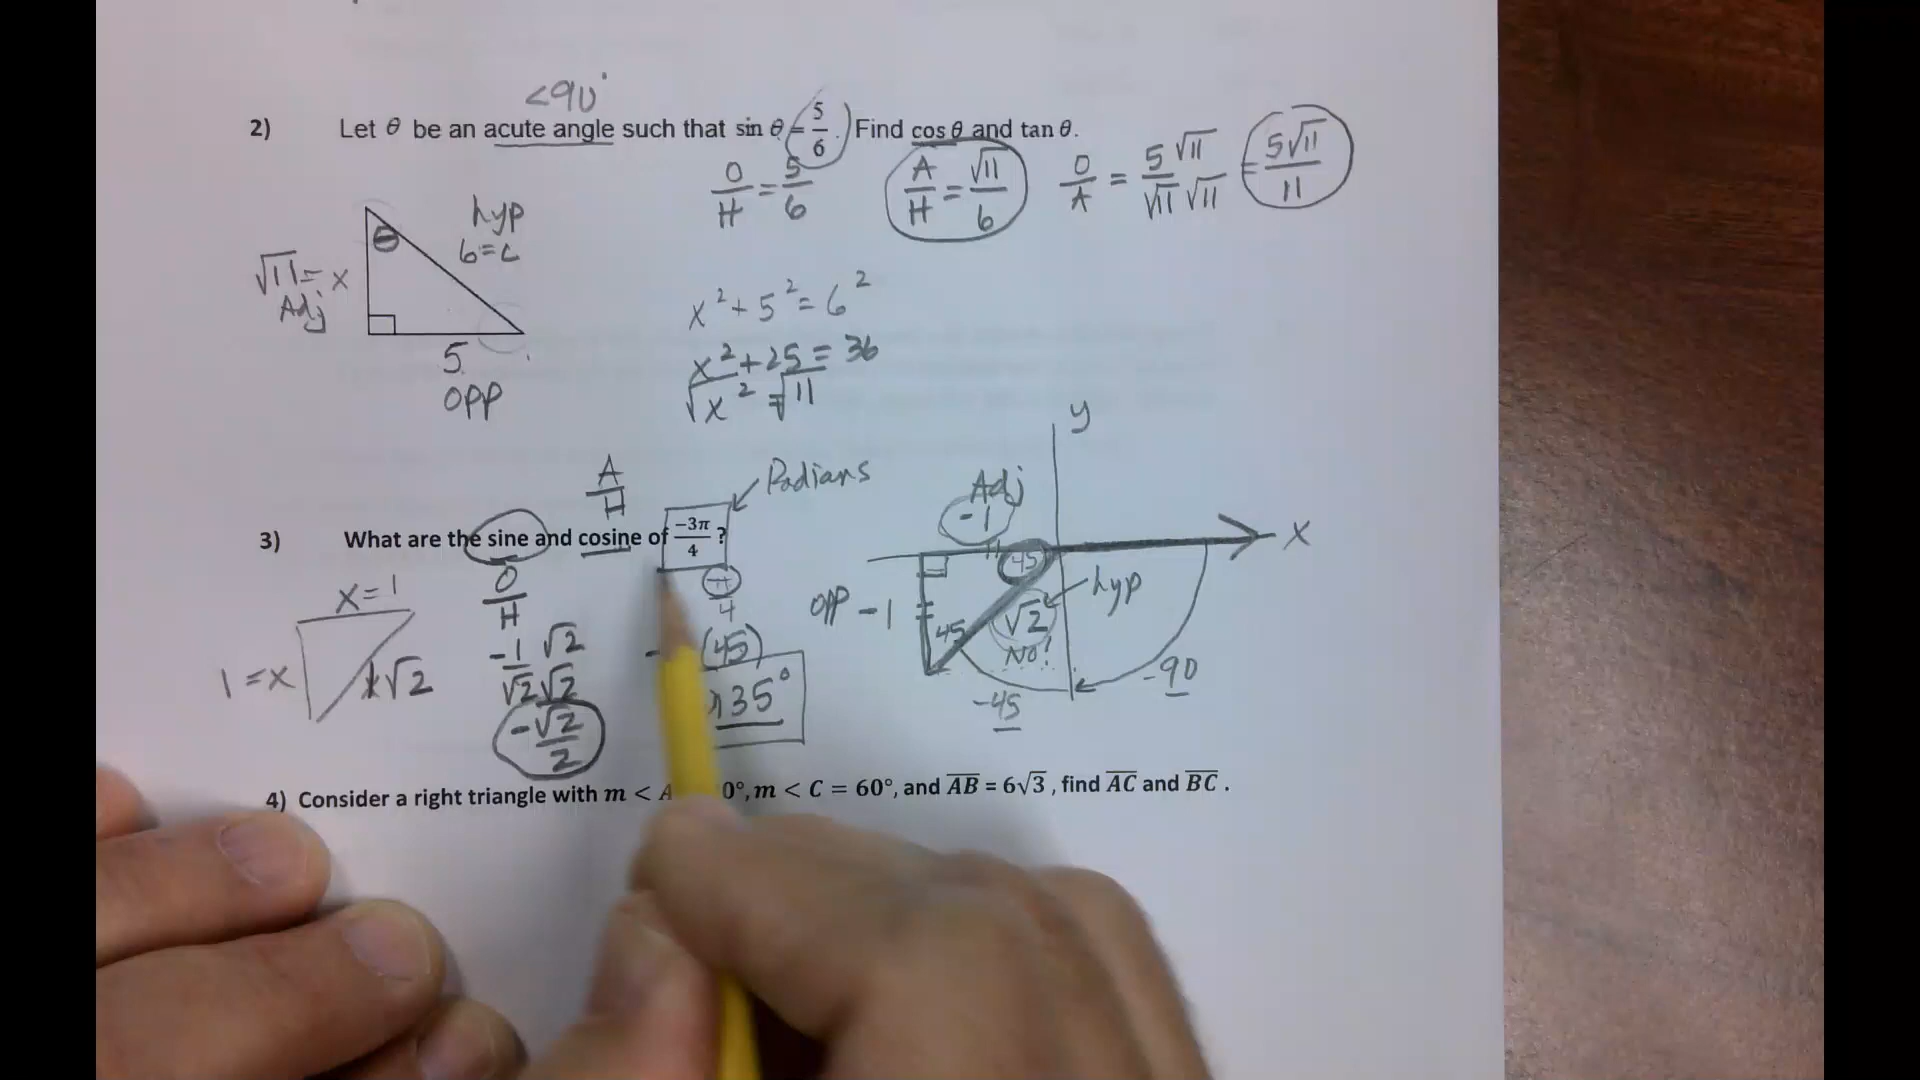 <90°
2) Let θ be an acute angle such that sin θ = 5/6. Find cos θ and tan θ.
O/H = 5/6
A/H = √11/6
O/A = 5√11/√11√11 = 5√11/11
θ
hyp
6=c
√11 = x
Adj
5
opp
x² + 5² = 6²
x² + 25 = 36
√x² = √11
y
x
A/H
Radians
3) What are the sine and cosine of -3π/4 ?
Adj
-1
45
hyp
√2
No!
opp -1
45
-90
-45
x=1
1=x
x√2
O/H
-1 √2
√2 √2
-√2/2
π/4
(45)
135°
4) Consider a right triangle with m < A 0°, m < C = 60°, and AB = 6√3 , find AC and BC .